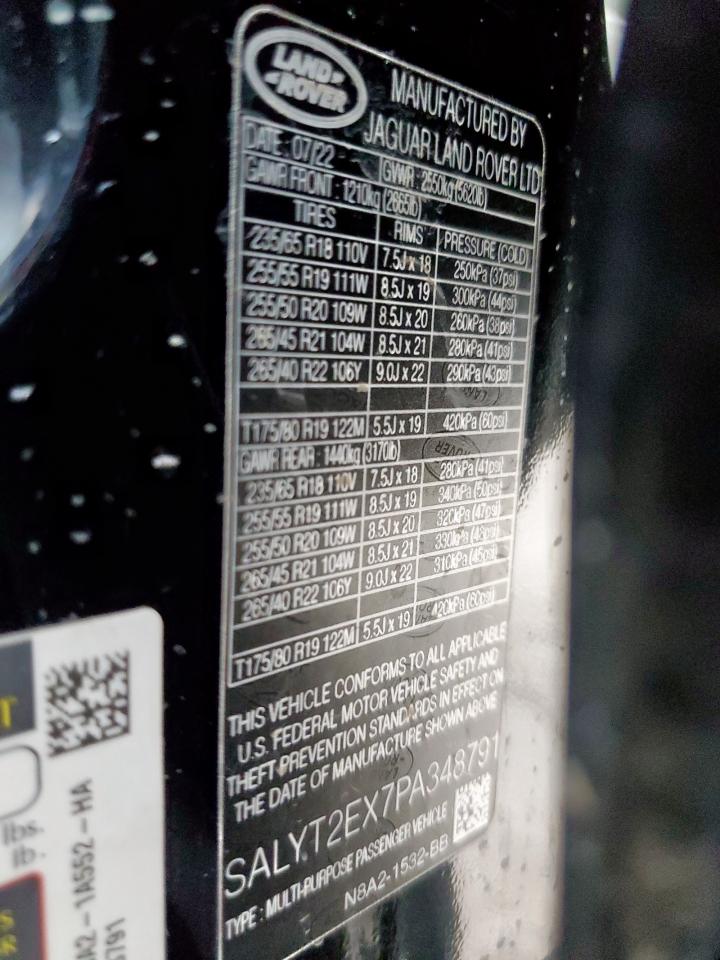 LAND-
-ROVER
MANUFACTURED BY
JAGUAR LAND ROVER LTD
DATE : 07/22 GVWR : 2550kg (5620lb)
GAWR FRONT : 1210kg (2665lb)
TIRES RIMS PRESSURE (COLD)
235/65 R18 110V 7.5J x 18 250kPa (37psi)
255/55 R19 111W 8.5J x 19 300kPa (44psi)
255/50 R20 109W 8.5J x 20 260kPa (38psi)
265/45 R21 104W 8.5J x 21 280kPa (41psi)
265/40 R22 106Y 9.0J x 22 290kPa (43psi)
T175/80 R19 122M 5.5J x 19 420kPa (60psi)
GAWR REAR : 1440kg (3170lb)
235/65 R18 110V 7.5J x 18 280kPa (41psi)
255/55 R19 111W 8.5J x 19 340kPa (50psi)
255/50 R20 109W 8.5J x 20 320kPa (47psi)
265/45 R21 104W 8.5J x 21 330kPa (48psi)
265/40 R22 106Y 9.0J x 22 310kPa (45psi)
T175/80 R19 122M 5.5J x 19 420kPa (60psi)
THIS VEHICLE CONFORMS TO ALL APPLICABLE
U.S. FEDERAL MOTOR VEHICLE SAFETY AND
THEFT PREVENTION STANDARDS IN EFFECT ON
THE DATE OF MANUFACTURE SHOWN ABOVE
SALYT2EX7PA348791
TYPE : MULTI-PURPOSE PASSENGER VEHICLE
N8A2-1532-BB
T
lbs.
lb.
S
R
A2-1A552-HA
791